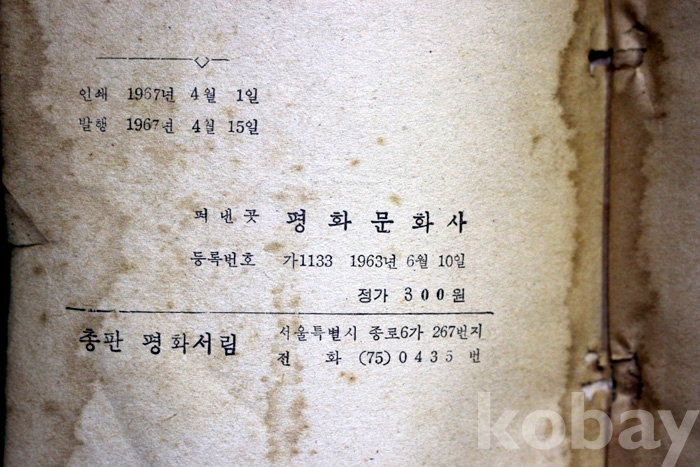 인쇄 1967년 4월 1일
발행 1967년 4월 15일
펴낸곳 평화문화사
등록번호 가1133 1963년 6월 10일
정가 300원
총판 평화서림 서울특별시 종로6가 267번지
전 화 (75) 0435 번
kobay